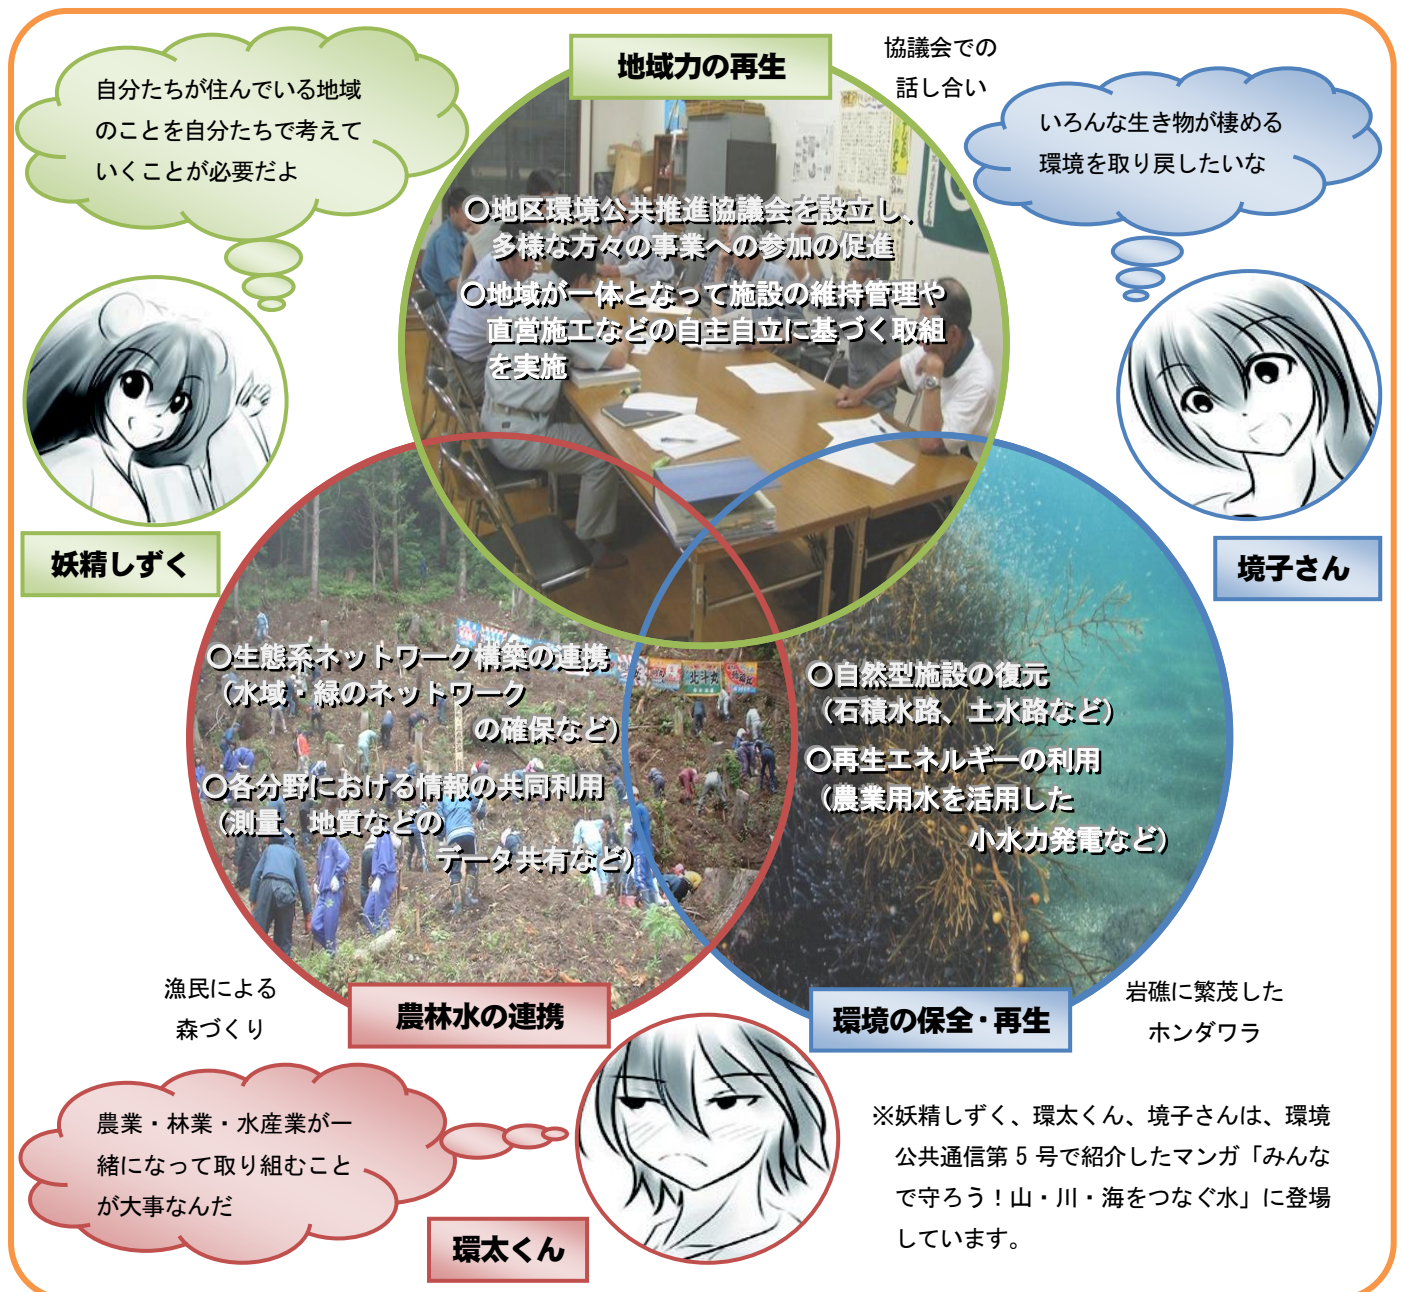 地域力の再生
協議会での
話し合い
自分たちが住んでいる地域
のことを自分たちで考えて
いくことが必要だよ
いろんな生き物が棲める
環境を取り戻したいな
○地区環境公共推進協議会を設立し、
多様な方々の事業への参加の促進
○地域が一体となって施設の維持管理や
直営施工などの自主自立に基づく取組
を実施
妖精しずく
境子さん
○生態系ネットワーク構築の連携
（水域・緑のネットワーク
の確保など）
○各分野における情報の共同利用
（測量、地質などの
データ共有など）
北斗丸
○自然型施設の復元
（石積水路、土水路など）
○再生エネルギーの利用
（農業用水を活用した
小水力発電など）
漁民による
森づくり
農林水の連携
環境の保全・再生
岩礁に繁茂した
ホンダワラ
農業・林業・水産業が一
緒になって取り組むこと
が大事なんだ
環太くん
※妖精しずく、環太くん、境子さんは、環境
公共通信第５号で紹介したマンガ「みんな
で守ろう！山・川・海をつなぐ水」に登場
しています。